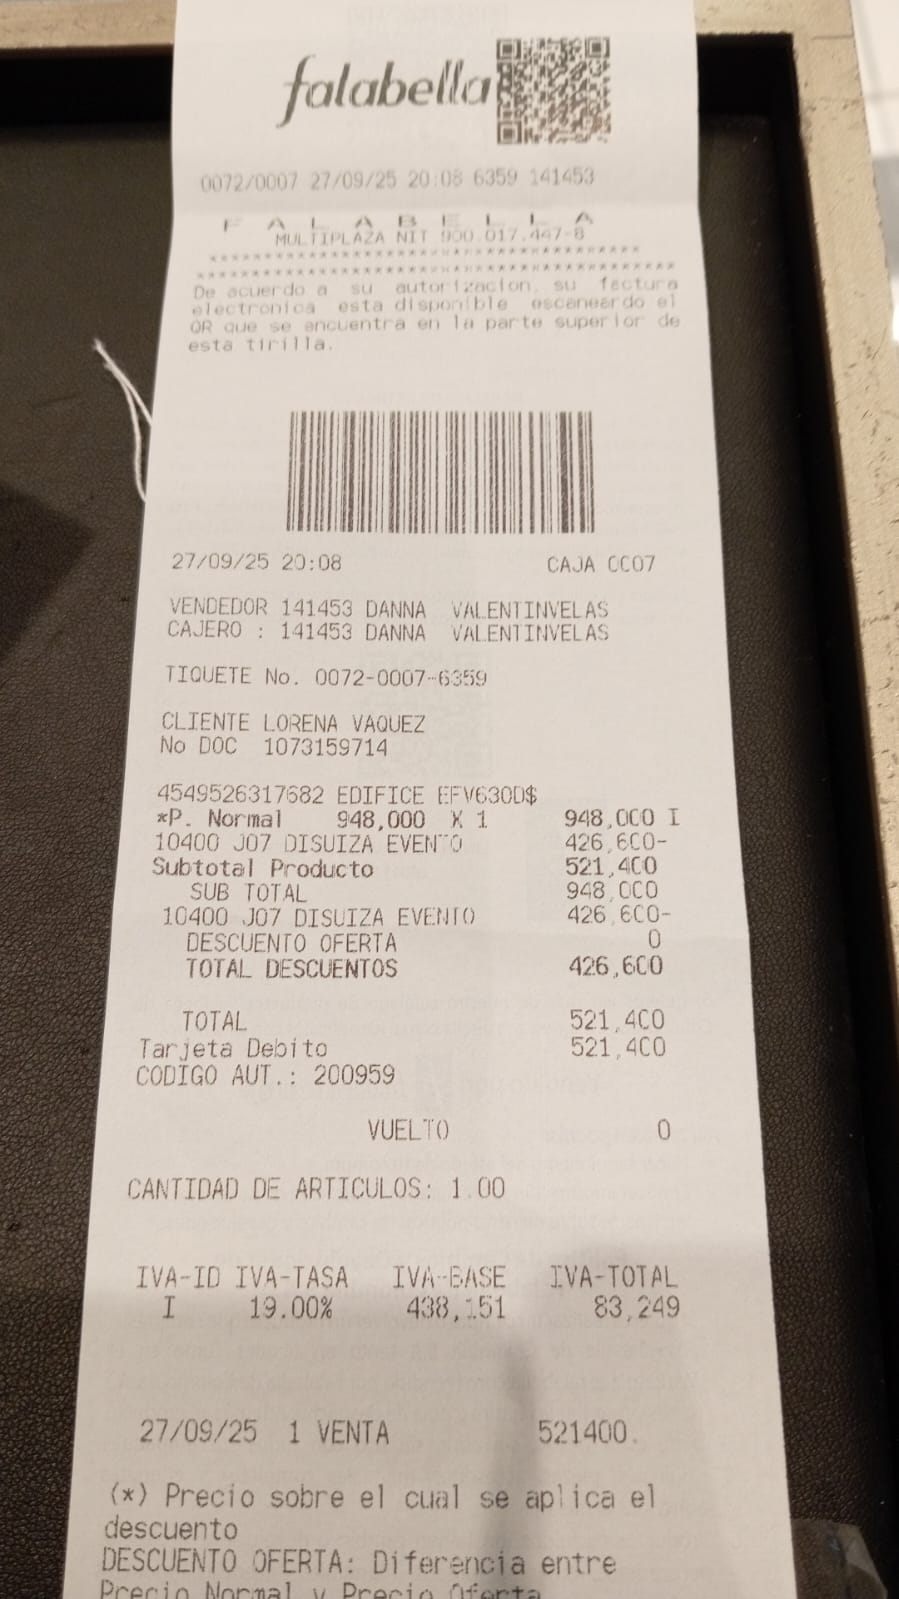 falabella
0072/0007 27/09/25 20:08 6359 141453
F A L A B E L L A
MULTIPLAZA NIT 900.017.447-8
****************************************
********************************************
De acuerdo a su autorizacion, su factura
electronica esta disponible escaneardo el
QR que se encuentra en la parte superior de
esta tirilla.
27/09/25 20:08 CAJA 0007
VENDEDOR 141453 DANNA VALENTINVELAS
CAJERO : 141453 DANNA VALENTINVELAS
TIQUETE No. 0072-0007-6359
CLIENTE LORENA VAQUEZ
No DOC 1073159714
4549526317682 EDIFICE EFV630D$
*P. Normal 948,000 X 1 948,000 I
10400 J07 DISUIZA EVENTO 426,600-
Subtotal Producto 521,400
SUB TOTAL 948,000
10400 J07 DISUIZA EVENTO 426,600-
DESCUENTO OFERTA 0
TOTAL DESCUENTOS 426,600
TOTAL 521,400
Tarjeta Debito 521,400
CODIGO AUT.: 200959
VUELTO 0
CANTIDAD DE ARTICULOS: 1.00
IVA-ID IVA-TASA IVA-BASE IVA-TOTAL
I 19.00% 438,151 83,249
27/09/25 1 VENTA 521400.
(*) Precio sobre el cual se aplica el
descuento
DESCUENTO OFERTA: Diferencia entre
Precio Normal y Precio Oferta